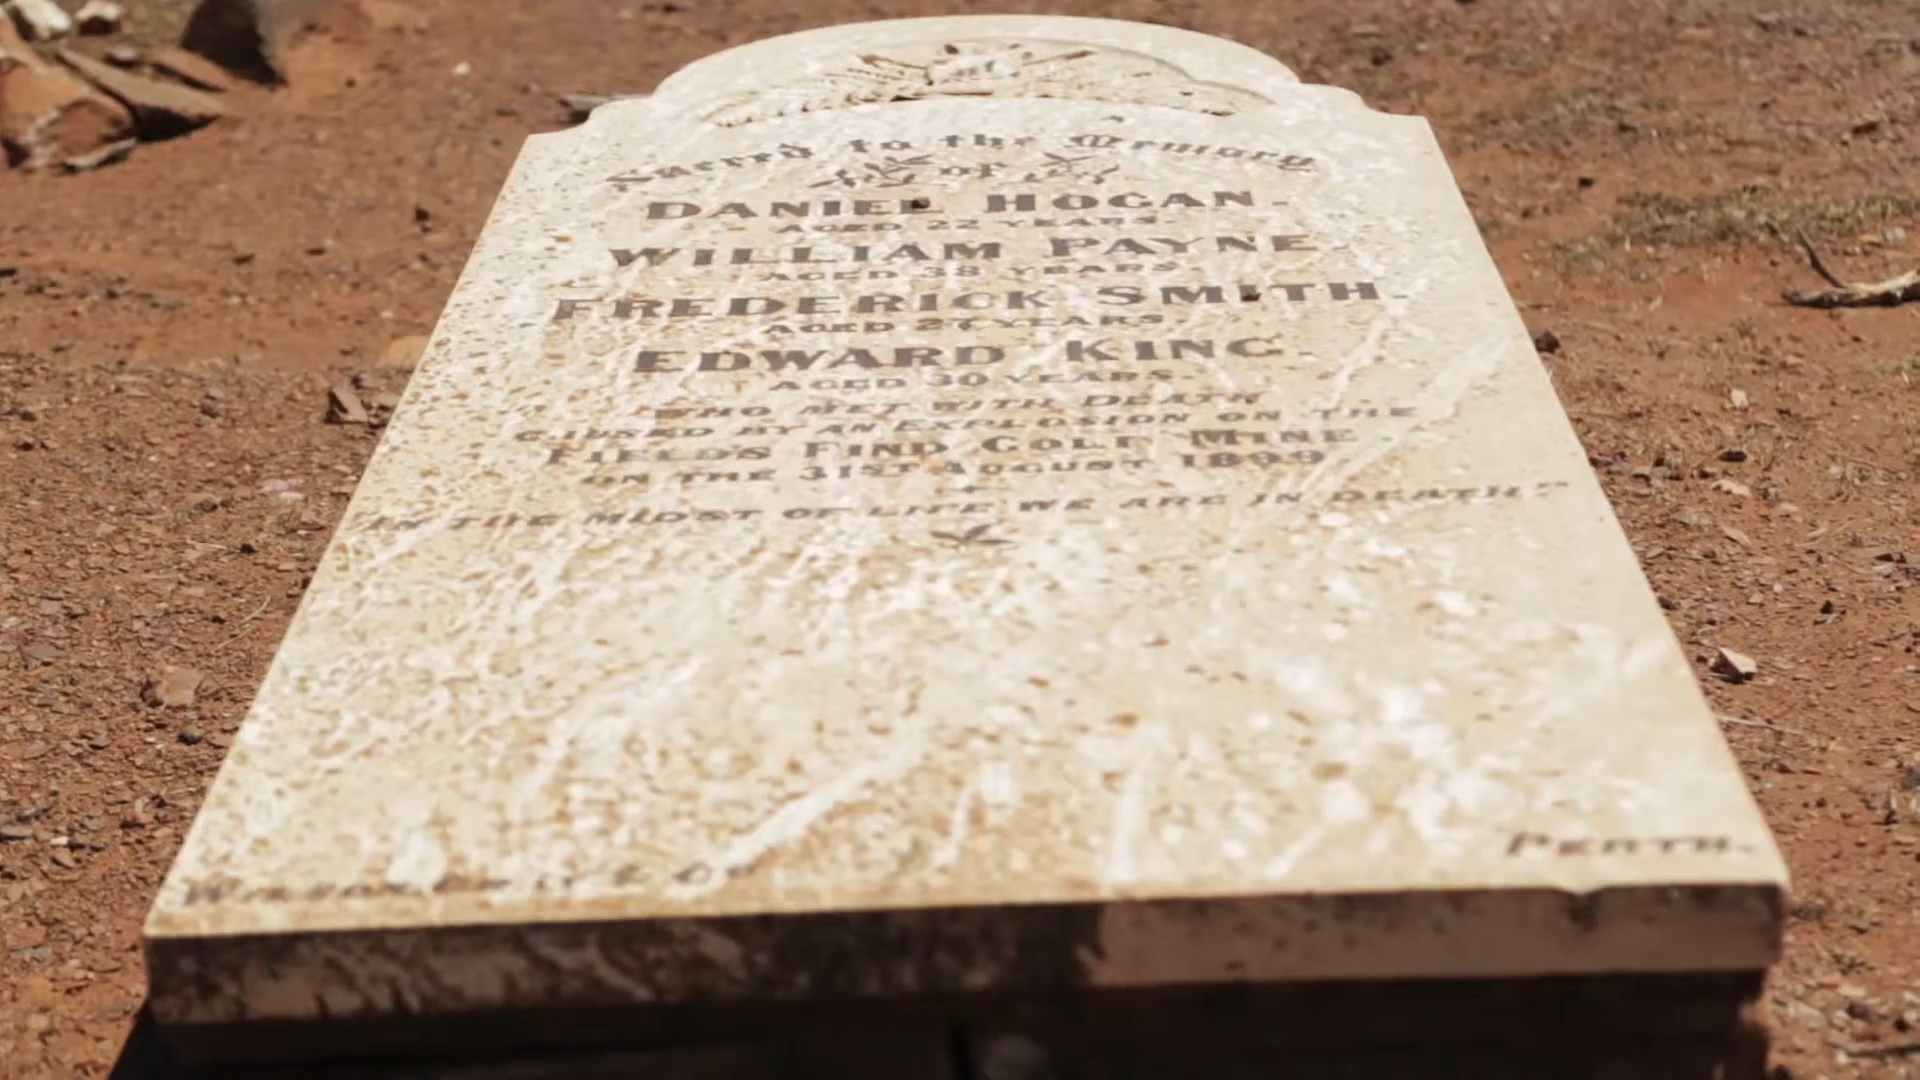 Sacred to the Memory
of
DANIEL HOGAN.
AGED 22 YEARS
WILLIAM PAYNE.
AGED 38 YEARS.
FREDERICK SMITH.
AGED 27 YEARS
EDWARD KING.
AGED 30 YEARS.
WHO MET WITH DEATH
CAUSED BY AN EXPLOSION ON THE
FIELDS FIND GOLD MINE
ON THE 31ST AUGUST 1899
"IN THE MIDST OF LIFE WE ARE IN DEATH."
PERTH.